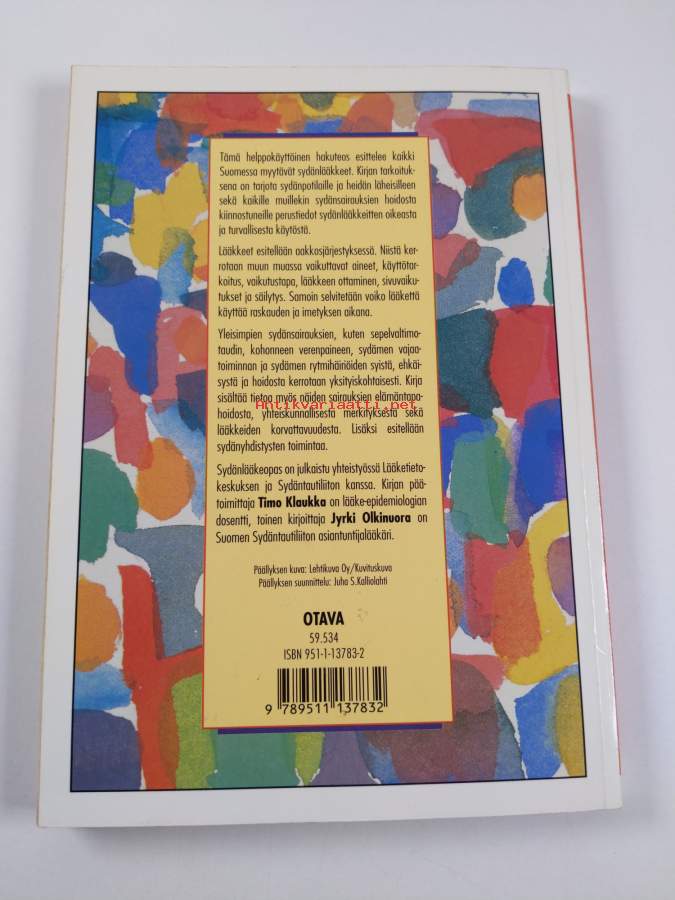 Tämä helppokäyttöinen hakuteos esittelee kaikki
Suomessa myytävät sydänlääkkeet. Kirjan tarkoituk-
sena on tarjota sydänpotilaille ja heidän läheisilleen
sekä kaikille muillekin sydänsairauksien hoidosta
kiinnostuneille perustiedot sydänlääkkeitten oikeasta
ja turvallisesta käytöstä.
Lääkkeet esitellään aakkosjärjestyksessä. Niistä ker-
rotaan muun muassa vaikuttavat aineet, käyttötar-
koitus, vaikutustapa, lääkkeen ottaminen, sivuvaiku-
tukset ja säilytys. Samoin selvitetään voiko lääkettä
käyttää raskauden ja imetyksen aikana.
Yleisimpien sydänsairauksien, kuten sepelvaltimo-
taudin, kohonneen verenpaineen, sydämen vajaa-
toiminnan ja sydämen rytmihäiriöiden syistä, ehkäi-
systä ja hoidosta kerrotaan yksityiskohtaisesti. Kirja
sisältää tietoa myös näiden sairauksien elämäntapa-
Antikvariaatti.net
hoidosta, yhteiskunnallisesta merkityksestä sekä
lääkkeiden korvattavuudesta. Lisäksi esitellään
sydänyhdistysten toimintaa.
Sydänlääkeopas on julkaistu yhteistyössä Lääketieto-
keskuksen ja Sydäntautiliiton kanssa. Kirjan pää-
toimittaja Timo Klaukka on lääke-epidemiologian
dosentti, toinen kirjoittaja Jyrki Olkinuora on
Suomen Sydäntautiliiton asiantuntijalääkäri.
Päällyksen kuva: Lehtikuva Oy/Kuvituskuva
Päällyksen suunnittelu: Juha S.Kalliolahti
OTAVA
59.534
ISBN 951-1-13783-2
9 789511 137832